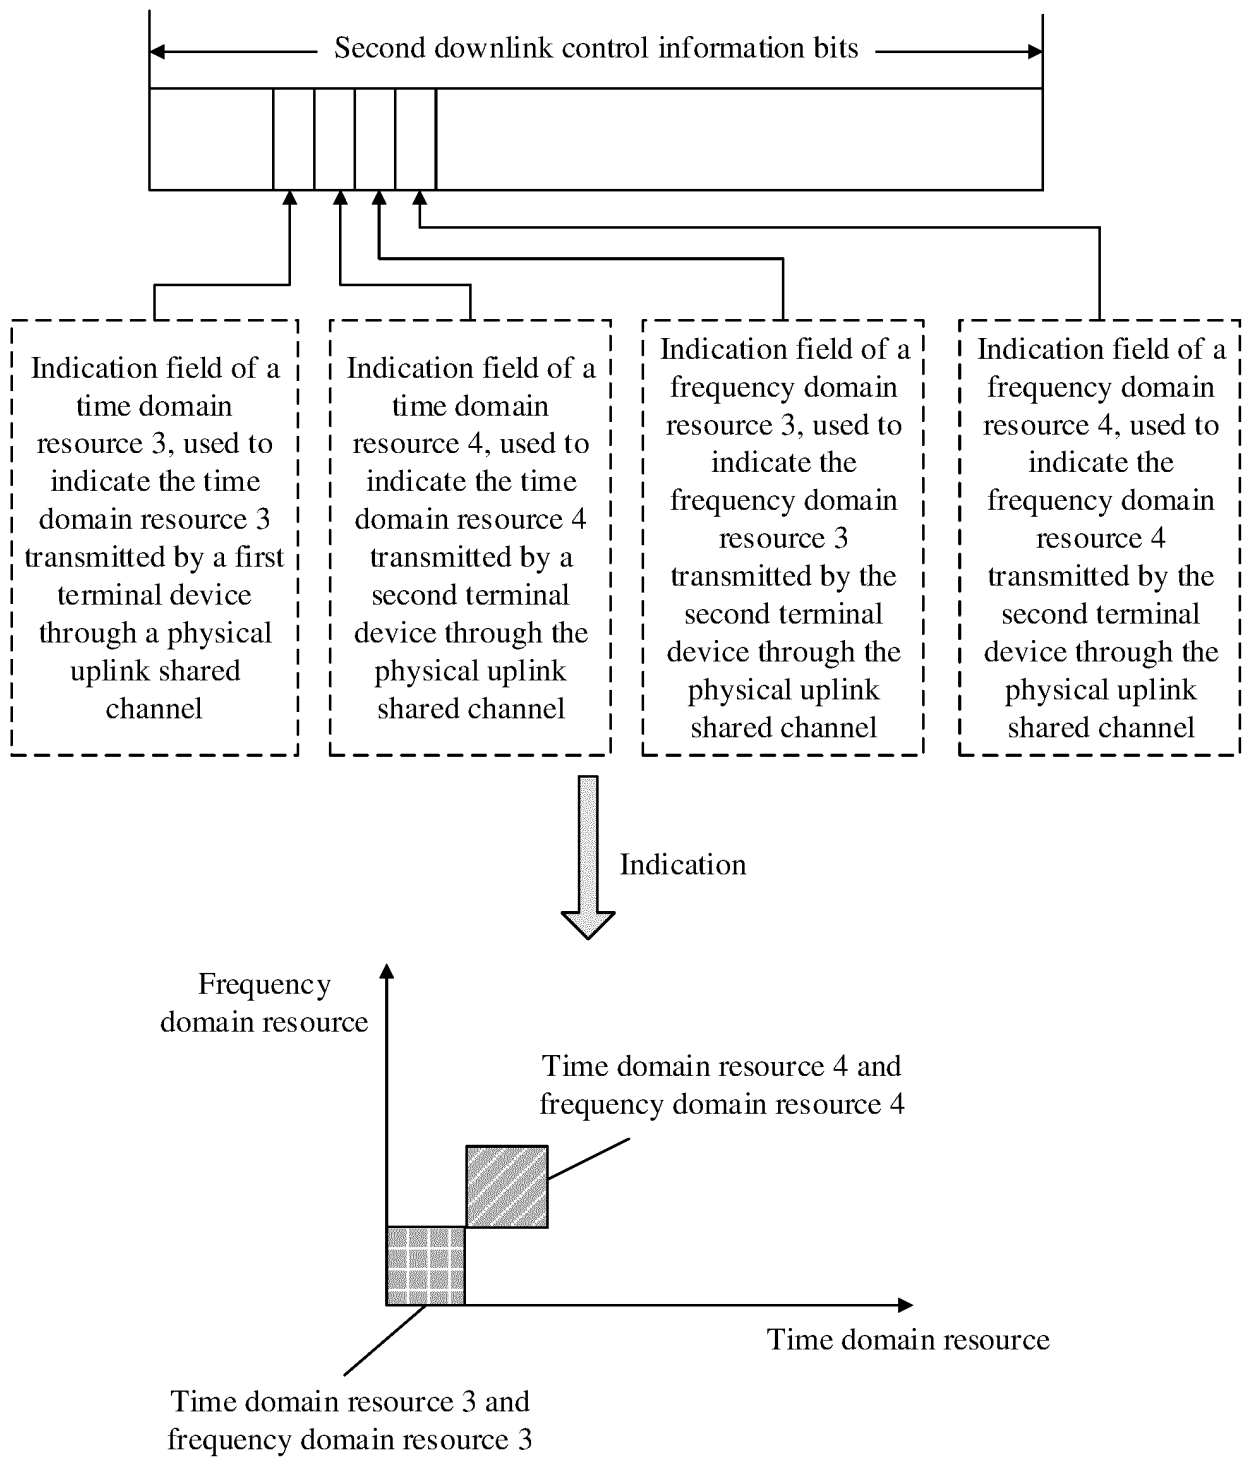 Second downlink control information bits
Indication field of a
time domain
resource 3, used to
indicate the time
domain resource 3
transmitted by a first
terminal device
through a physical
uplink shared
channel
Indication field of a
time domain
resource 4, used to
indicate the time
domain resource 4
transmitted by a
second terminal
device through the
physical uplink
shared channel
Indication field of a
frequency domain
resource 3, used to
indicate the
frequency domain
resource 3
transmitted by the
second terminal
device through the
physical uplink
shared channel
Indication field of a
frequency domain
resource 4, used to
indicate the
frequency domain
resource 4
transmitted by the
second terminal
device through the
physical uplink
shared channel
Indication
Frequency
domain resource
Time domain resource 4 and
frequency domain resource 4
Time domain resource
Time domain resource 3 and
frequency domain resource 3